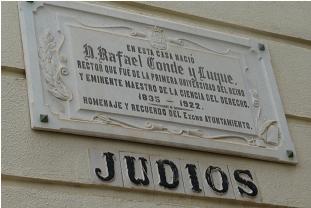 EN ESTA CASA NACIÓ
D. Rafael Conde y Luque,
RECTOR QUE FUE DE LA PRIMERA UNIVERSIDAD DEL REINO
Y EMINENTE MAESTRO DE LA CIENCIA DEL DERECHO.
1835 - 1922.
HOMENAJE Y RECUERDO DEL EXCMO AYUNTAMIENTO.
JUDIOS